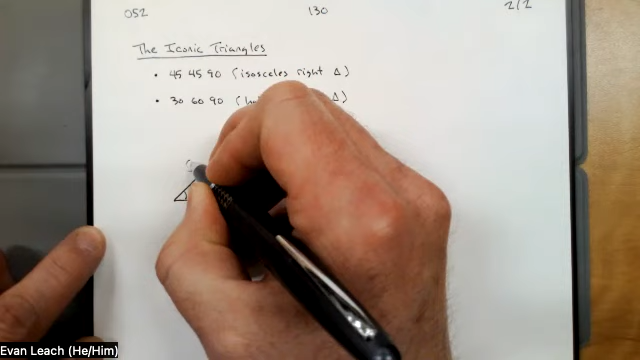 052 130 2/2
The Iconic Triangles
• 45 45 90 (isosceles right Δ)
• 30 60 90 ( Δ)
Evan Leach (He/Him)